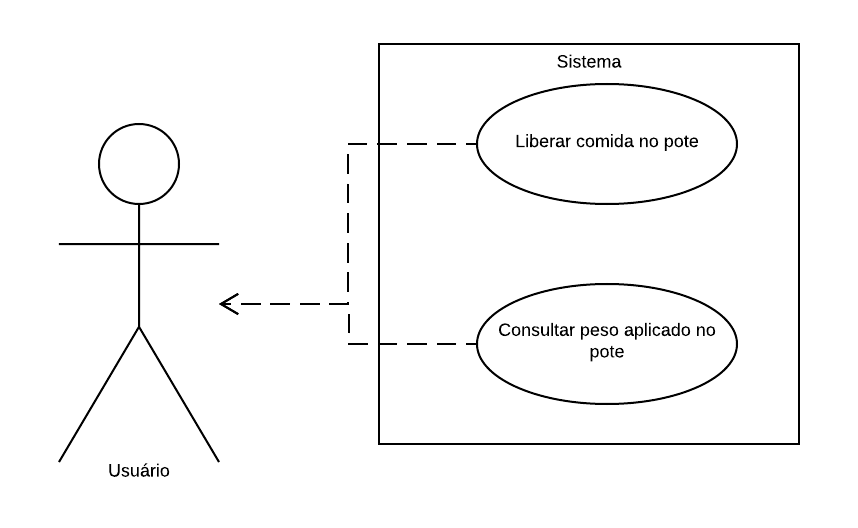 Sistema
Liberar comida no pote
Consultar peso aplicado no
pote
Usuário